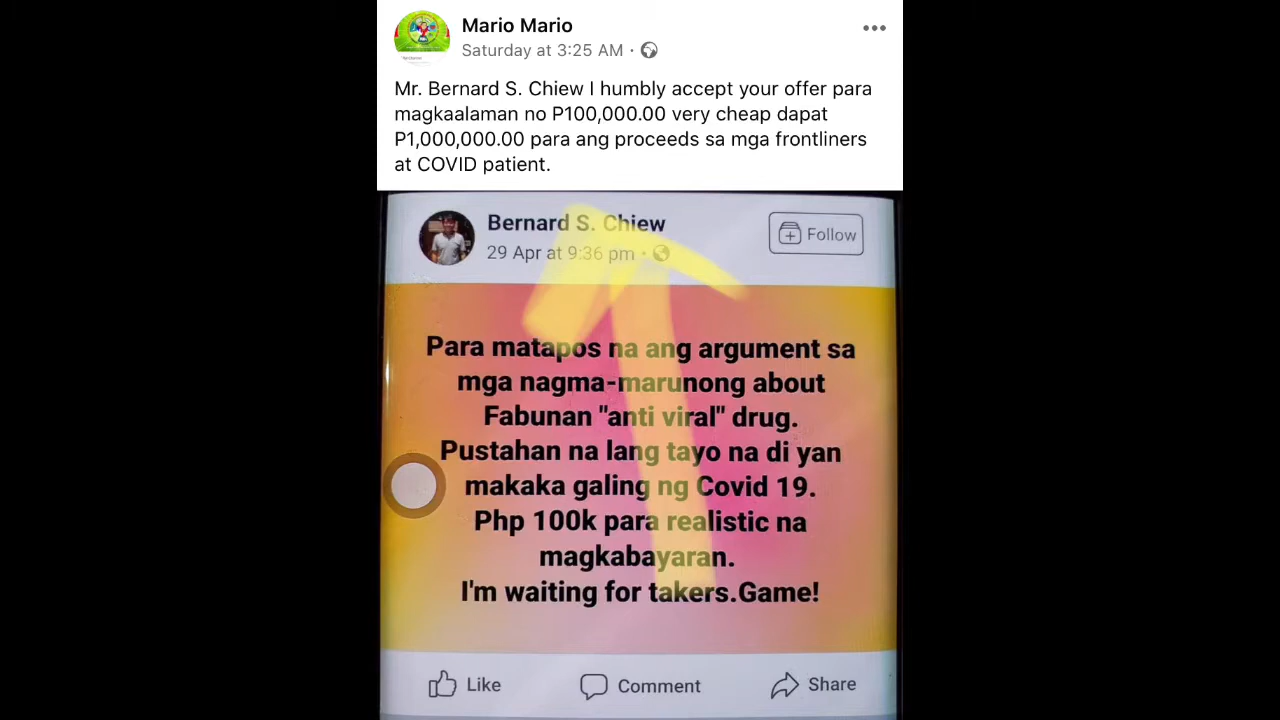 Mario Mario
Saturday at 3:25 AM
Mr. Bernard S. Chiew I humbly accept your offer para
magkaalaman no P100,000.00 very cheap dapat
P1,000,000.00 para ang proceeds sa mga frontliners
at COVID patient.
Bernard S. Chiew
29 Apr at 9:36 pm
Follow
Para matapos na ang argument sa
mga nagma-marunong about
Fabunan "anti viral" drug.
Pustahan na lang tayo na di yan
makaka galing ng Covid 19.
Php 100k para realistic na
magkabayaran.
I'm waiting for takers.Game!
Like
Comment
Share